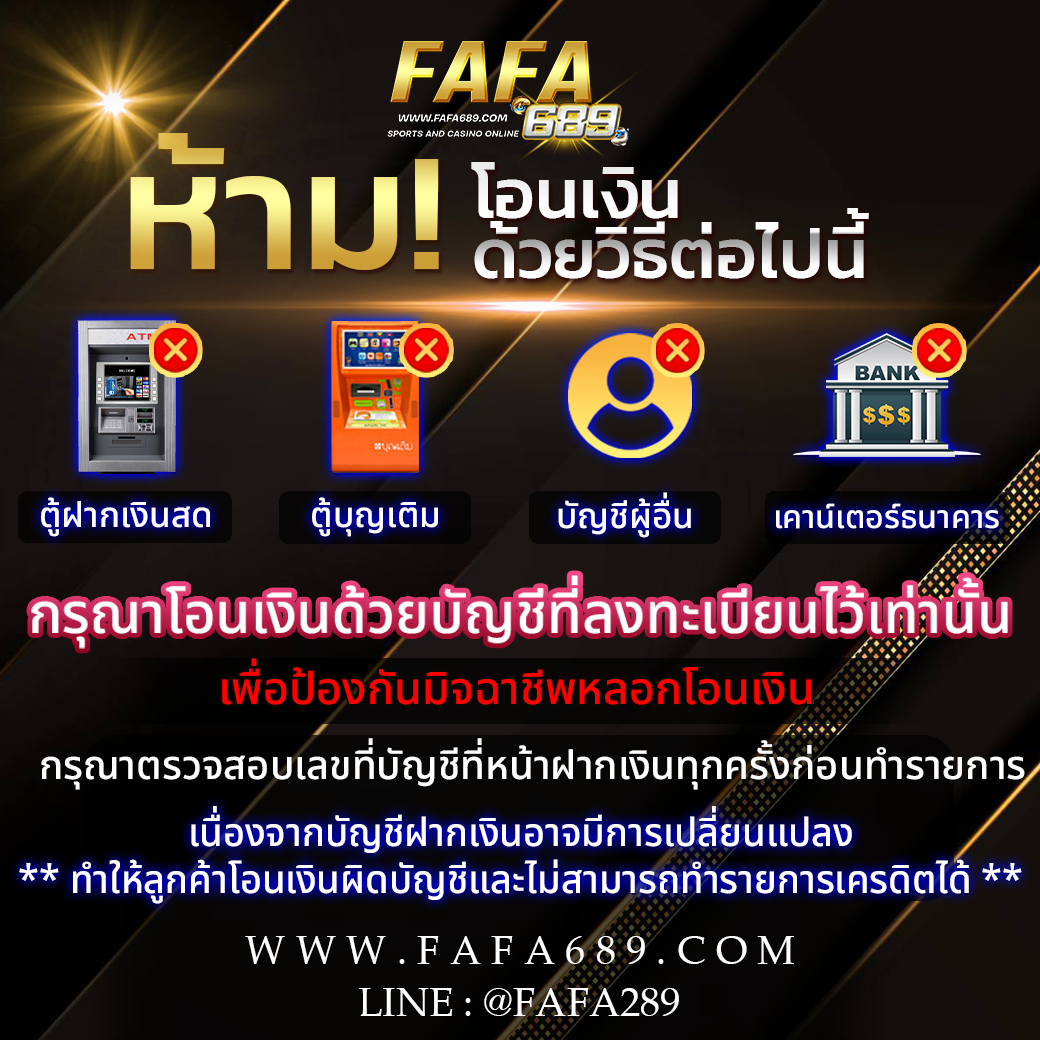 FAFA
WWW.FAFA689.COM
SPORTS AND CASINO ONLINE
689
ห้าม!
โอนเงิน
ด้วยวิธีต่อไปนี้
ATM
WELCOME
บุญเติม
BANK
$$$
ตู้ฝากเงินสด
ตู้บุญเติม
บัญชีผู้อื่น
เคาน์เตอร์ธนาคาร
กรุณาโอนเงินด้วยบัญชีที่ลงทะเบียนไว้เท่านั้น
เพื่อป้องกันมิจฉาชีพหลอกโอนเงิน
กรุณาตรวจสอบเลขที่บัญชีที่หน้าฝากเงินทุกครั้งก่อนทำรายการ
เนื่องจากบัญชีฝากเงินอาจมีการเปลี่ยนแปลง
** ทำให้ลูกค้าโอนเงินผิดบัญชีและไม่สามารถทำรายการเครดิตได้ **
WWW.FAFA689.COM
LINE : @FAFA289